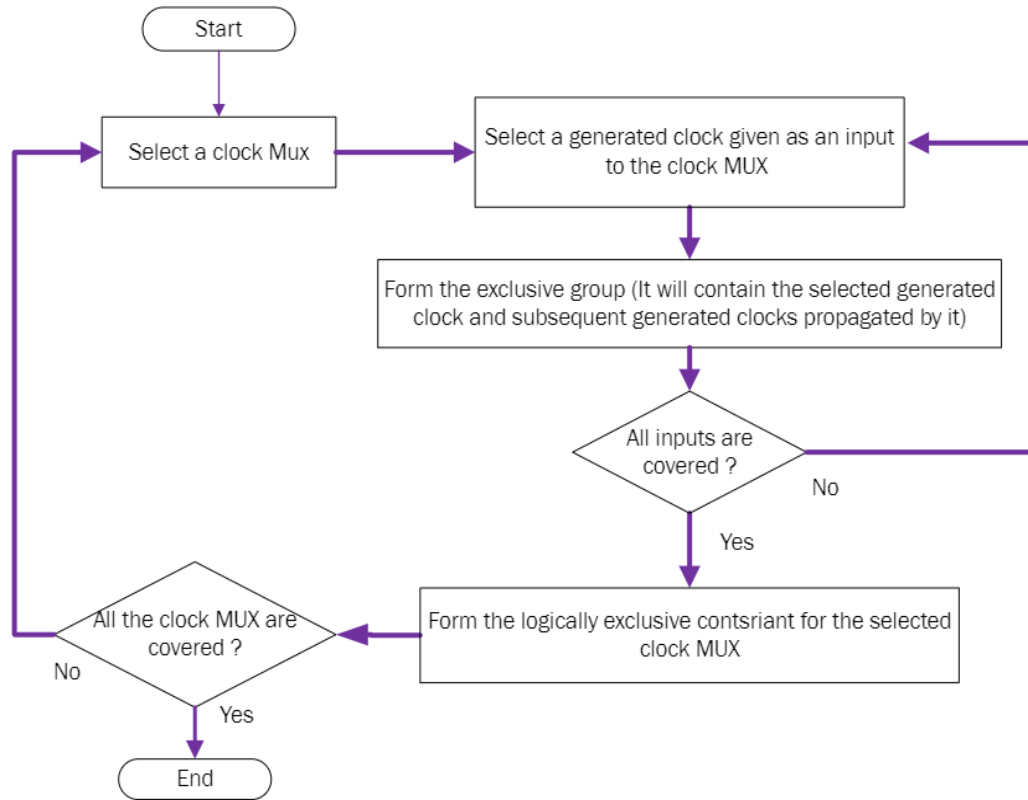 Start
Select a clock Mux
Select a generated clock given as an input
to the clock MUX
Form the exclusive group (It will contain the selected generated
clock and subsequent generated clocks propagated by it)
All inputs are
covered ?
No
Yes
Form the logically exclusive contsriant for the selected
clock MUX
All the clock MUX are
covered ?
No
Yes
End